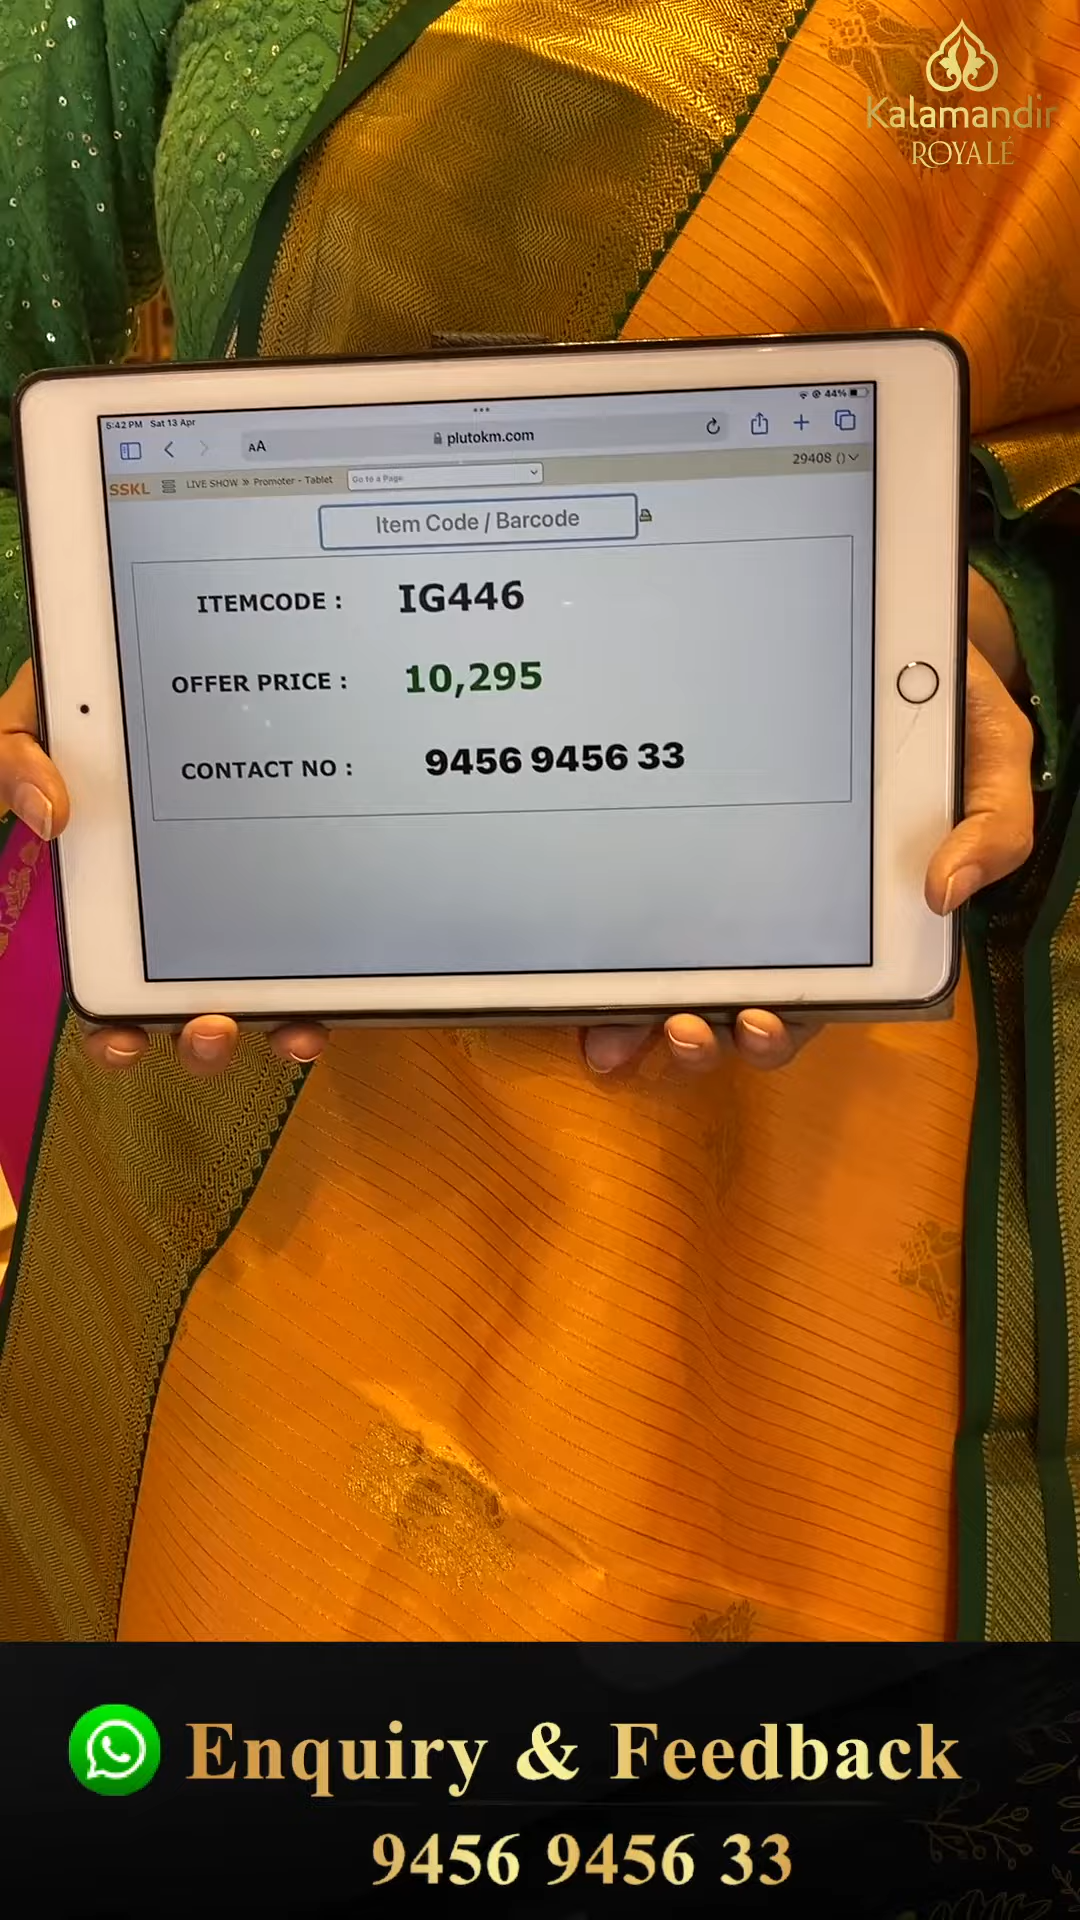 Kalamandir
ROYALÉ
5:42 PM Sat 13 Apr
44%
AA
plutokm.com
SSKL
LIVE SHOW » Promoter - Tablet
Go to a Page
29408 ()
Item Code / Barcode
ITEMCODE : IG446
OFFER PRICE : 10,295
CONTACT NO : 9456 9456 33
Enquiry & Feedback
9456 9456 33